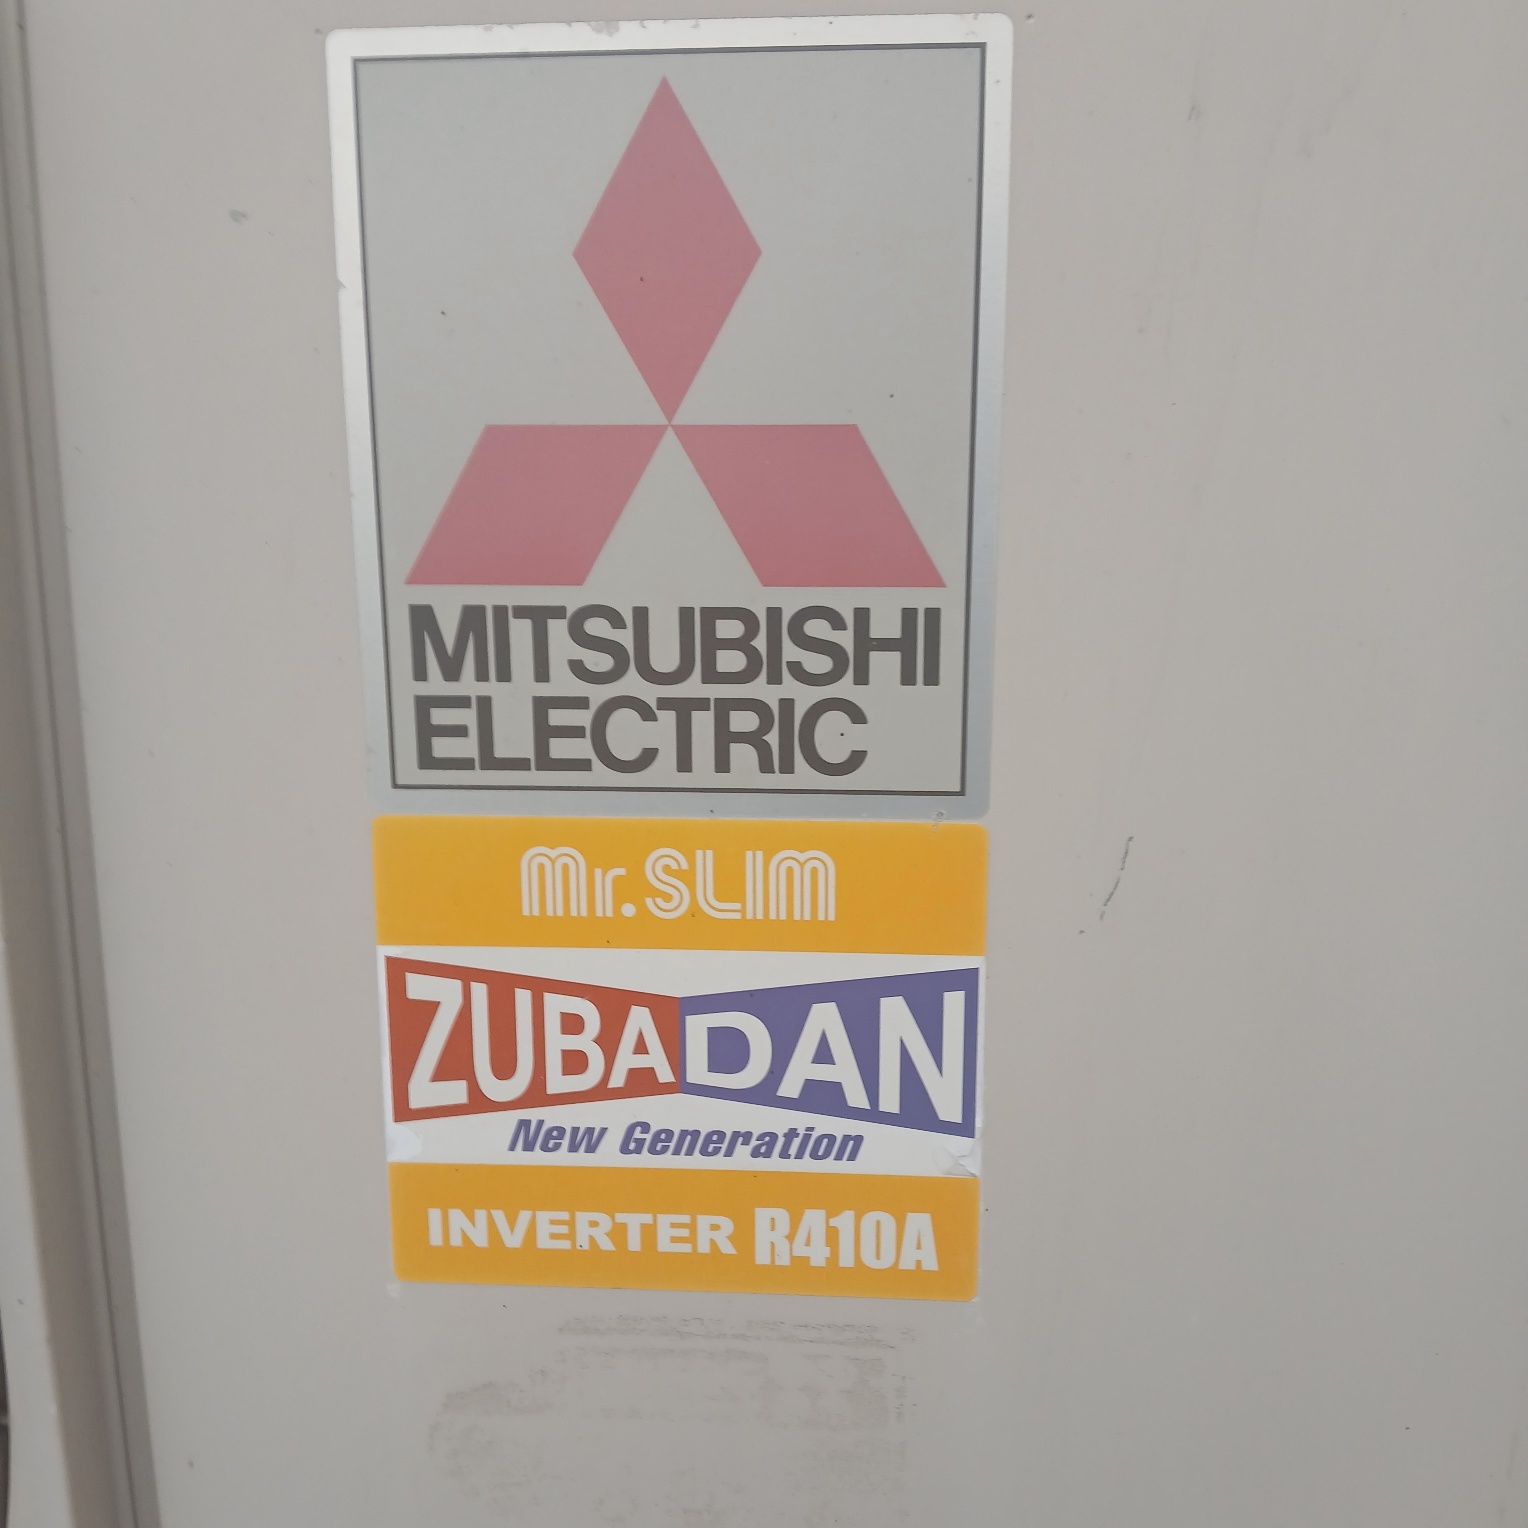 MITSUBISHI
ELECTRIC
Mr.SLIM
ZUBADAN
New Generation
INVERTER R410A